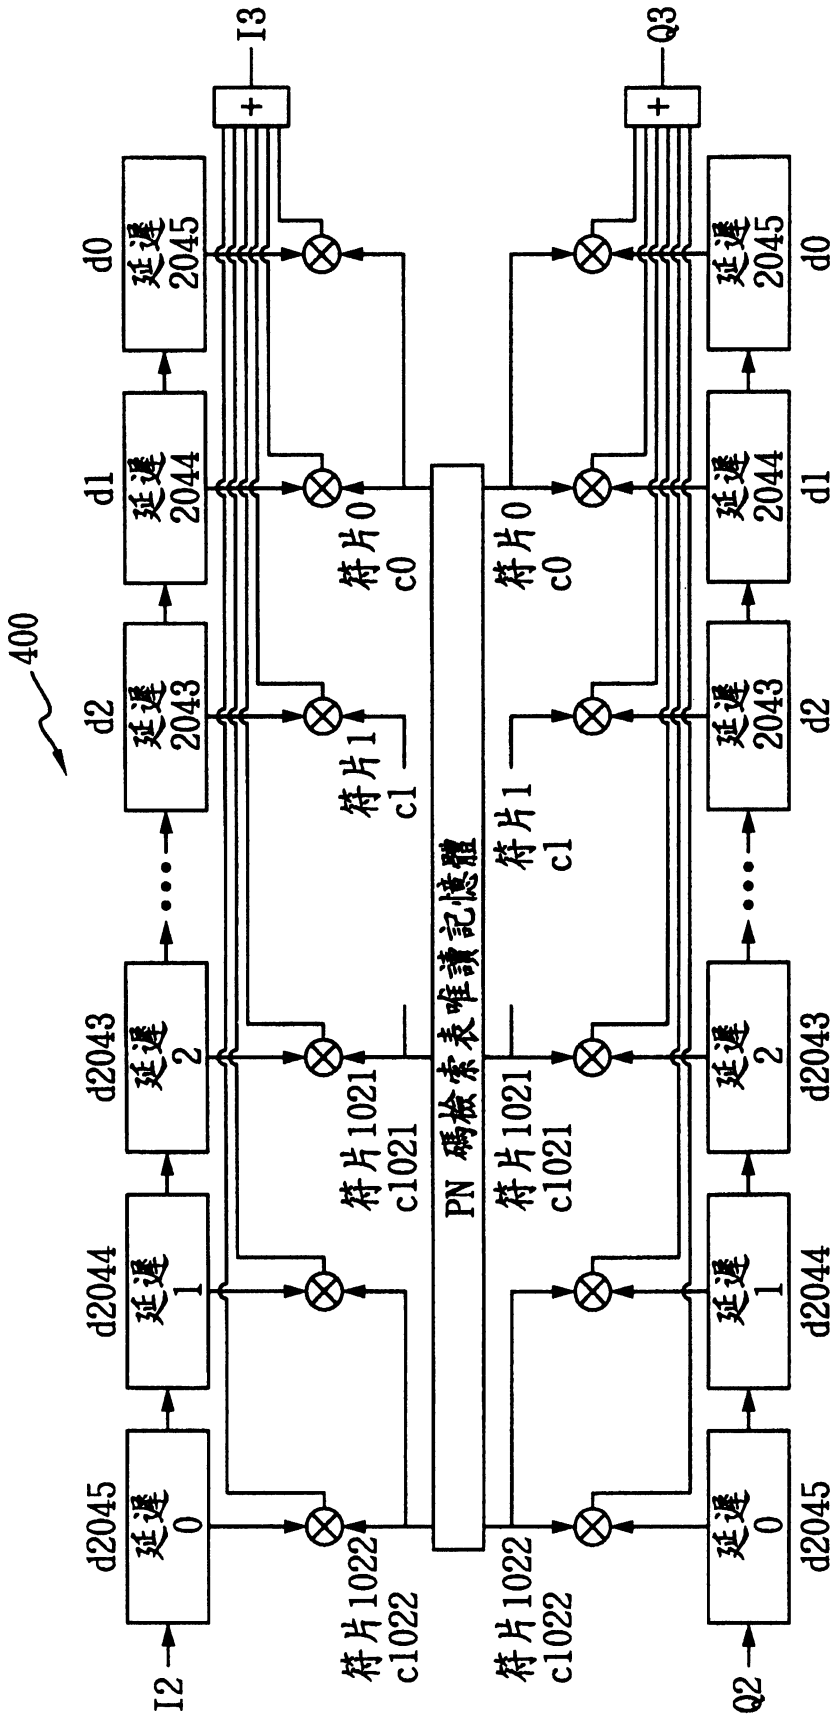 400
d2045
d2044
d2043
d2
d1
d0
I2
延遲
0
延遲
1
延遲
2
延遲
2043
延遲
2044
延遲
2045
+
I3
符片1022
c1022
符片1021
c1021
符片1
c1
符片0
c0
PN 碼檢索表唯讀記憶體
符片1022
c1022
符片1021
c1021
符片1
c1
符片0
c0
Q2
延遲
0
延遲
1
延遲
2
延遲
2043
延遲
2044
延遲
2045
+
Q3
d2045
d2044
d2043
d2
d1
d0